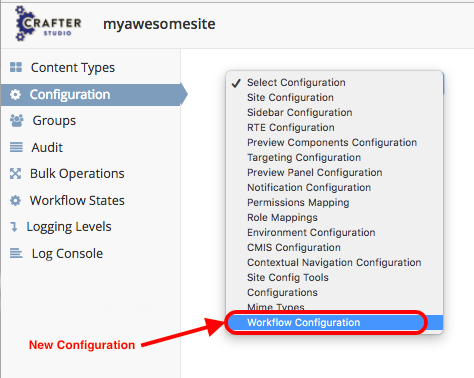 CRAFTER
STUDIO
myawesomesite
Content Types
Configuration
Groups
Audit
Bulk Operations
Workflow States
Logging Levels
Log Console
✓ Select Configuration
Site Configuration
Sidebar Configuration
RTE Configuration
Preview Components Configuration
Targeting Configuration
Preview Panel Configuration
Notification Configuration
Permissions Mapping
Role Mappings
Environment Configuration
CMIS Configuration
Contextual Navigation Configuration
Site Config Tools
Configurations
Mime Types
Workflow Configuration
New Configuration